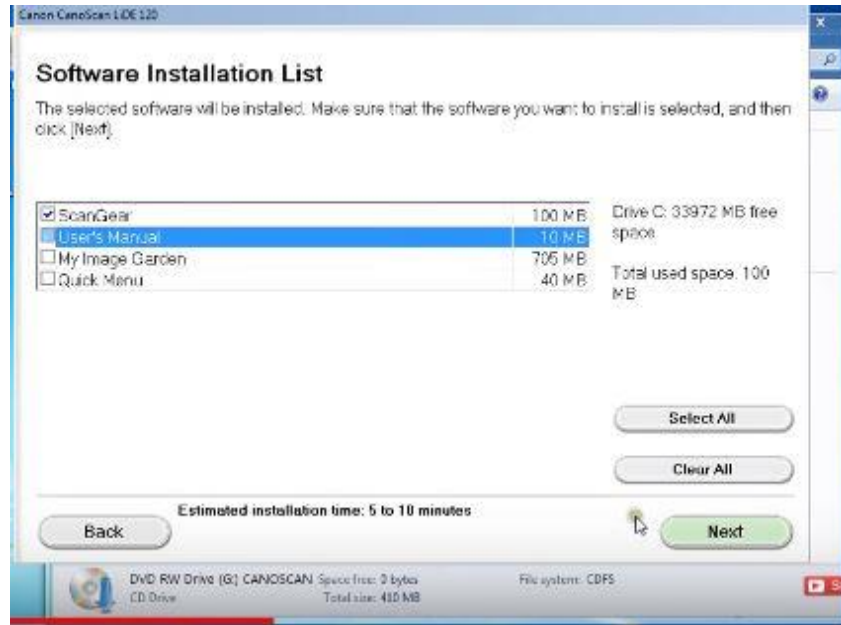 Canon CanoScan LiDE 120
Software Installation List
The selected software will be installed. Make sure that the software you want to install is selected, and then
click [Next].
ScanGear 100 MB
User's Manual 10 MB
My Image Garden 705 MB
Quick Menu 40 MB
Drive C: 33972 MB free
space
Total used space: 100
MB
Select All
Clear All
Estimated installation time: 5 to 10 minutes
Back
Next
DVD RW Drive (G:) CANOSCAN Space free: 0 bytes File system: CDFS
CD Drive Total size: 410 MB